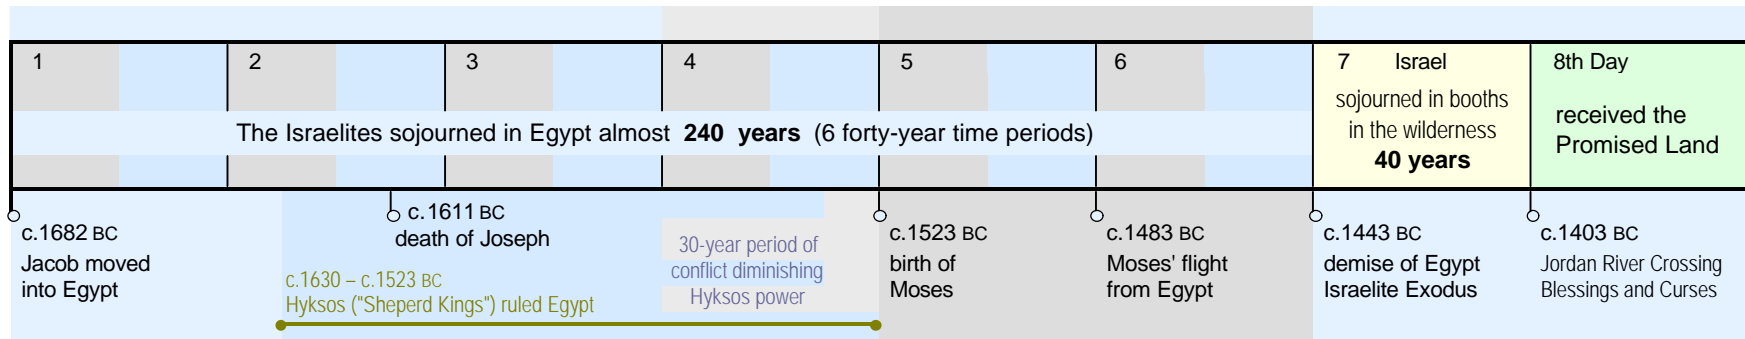 1
2
3
4
5
6
7 Israel
sojourned in booths
in the wilderness
40 years
8th Day
received the
Promised Land
The Israelites sojourned in Egypt almost 240 years (6 forty-year time periods)
c.1682 BC
Jacob moved
into Egypt
c.1611 BC
death of Joseph
c.1630 – c.1523 BC
Hyksos ("Sheperd Kings") ruled Egypt
30-year period of
conflict diminishing
Hyksos power
c.1523 BC
birth of
Moses
c.1483 BC
Moses' flight
from Egypt
c.1443 BC
demise of Egypt
Israelite Exodus
c.1403 BC
Jordan River Crossing
Blessings and Curses